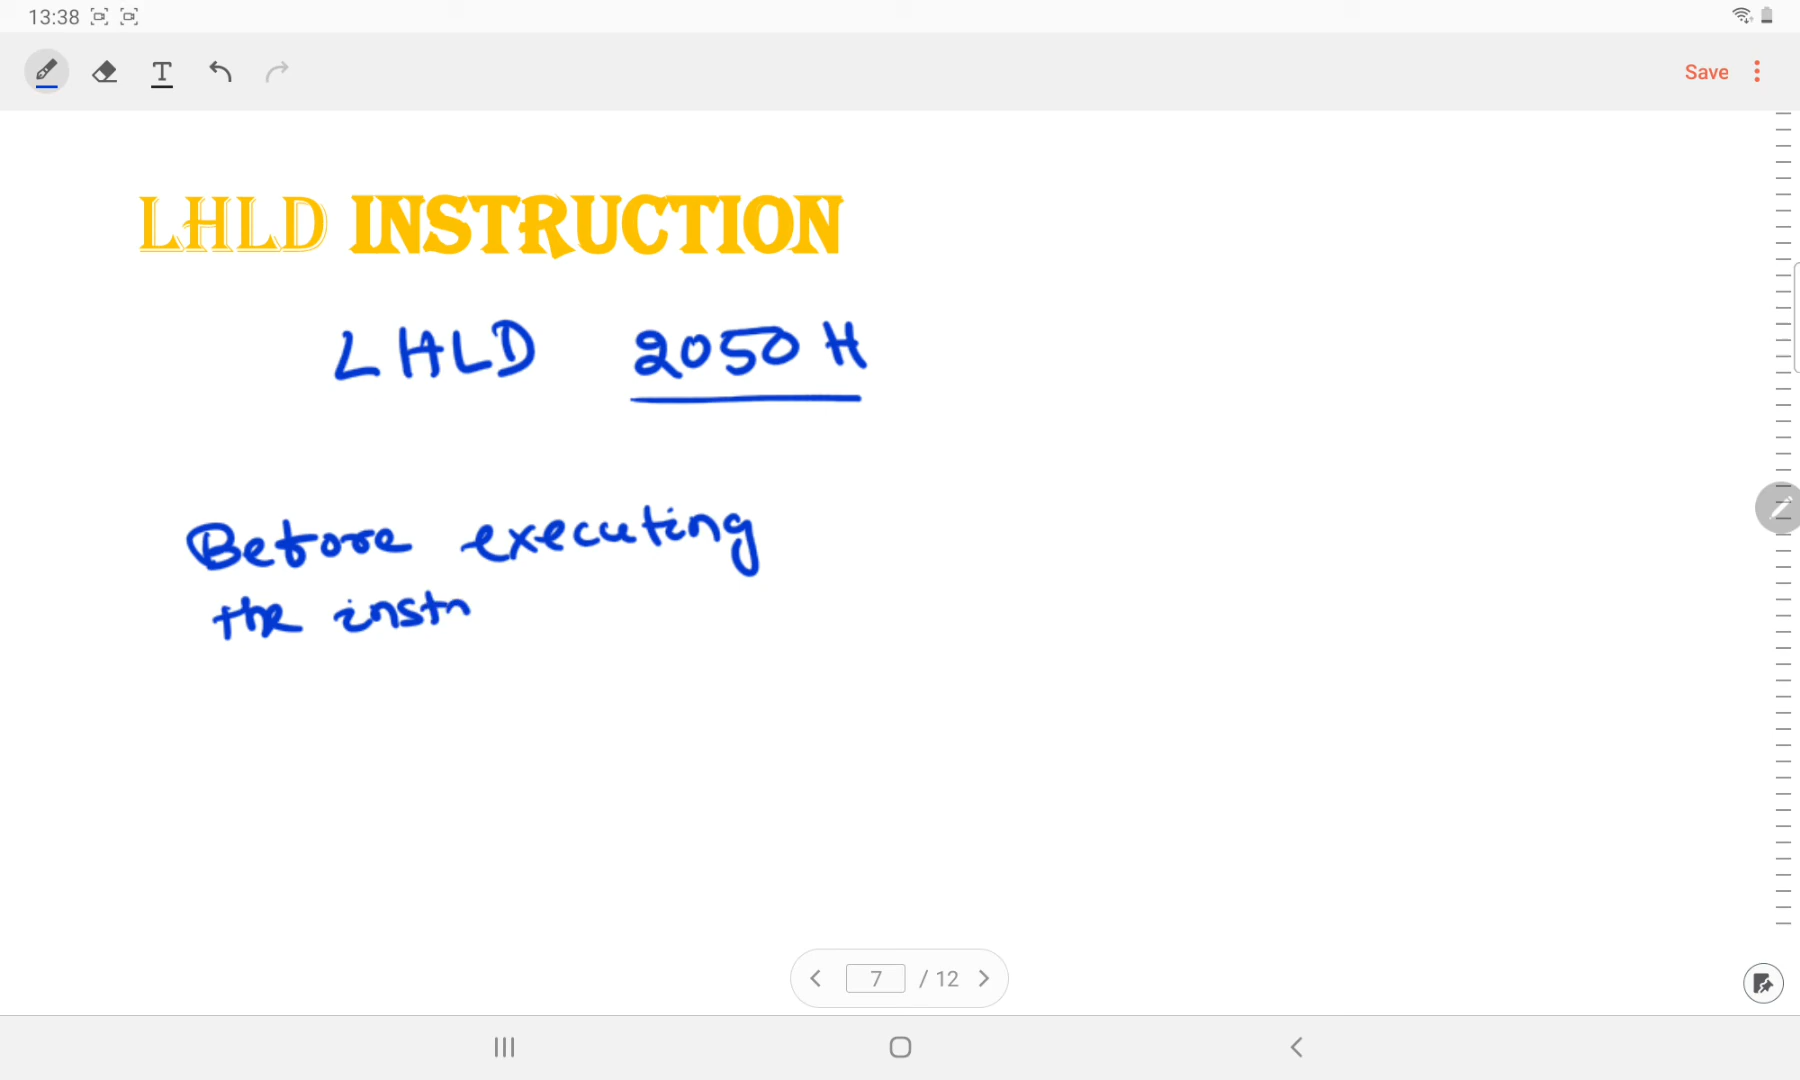 13:38
Save
LHLD INSTRUCTION
LHLD 2050 H
Before executing
the instn
7 / 12